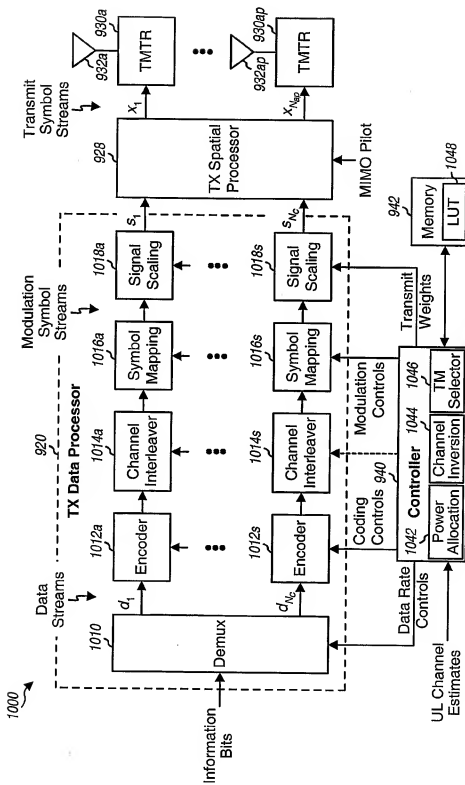 1000
Data
Streams
920
Modulation
Symbol
Streams
Transmit
Symbol
Streams
TX Data Processor
1010
Demux
Information
Bits
d1
1012a
Encoder
1014a
Channel
Interleaver
1016a
Symbol
Mapping
1018a
Signal
Scaling
s1
928
TX Spatial
Processor
x1
932a
930a
TMTR
dNc
1012s
Encoder
1014s
Channel
Interleaver
1016s
Symbol
Mapping
1018s
Signal
Scaling
sNc
xNap
932ap
930ap
TMTR
MIMO Pilot
Data Rate
Controls
Coding
Controls
Modulation
Controls
Transmit
Weights
UL Channel
Estimates
940
Controller
1042
Power
Allocation
1044
Channel
Inversion
1046
TM
Selector
942
Memory
1048
LUT